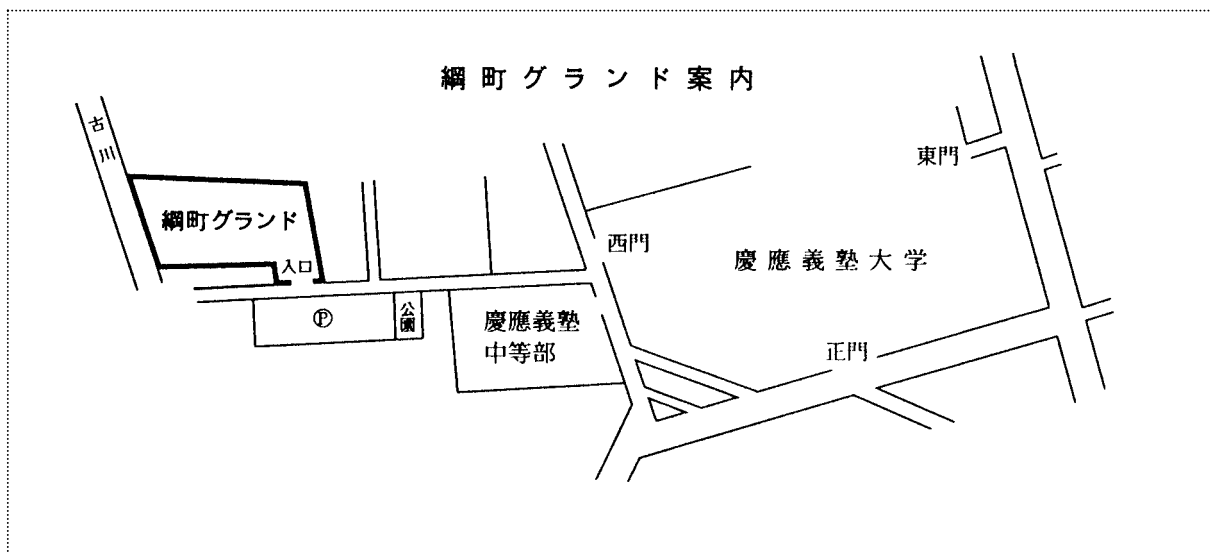 綱町グランド案内
古川
東門
綱町グランド
西門
慶應義塾大学
入口
公園
Ⓟ
慶應義塾
中等部
正門